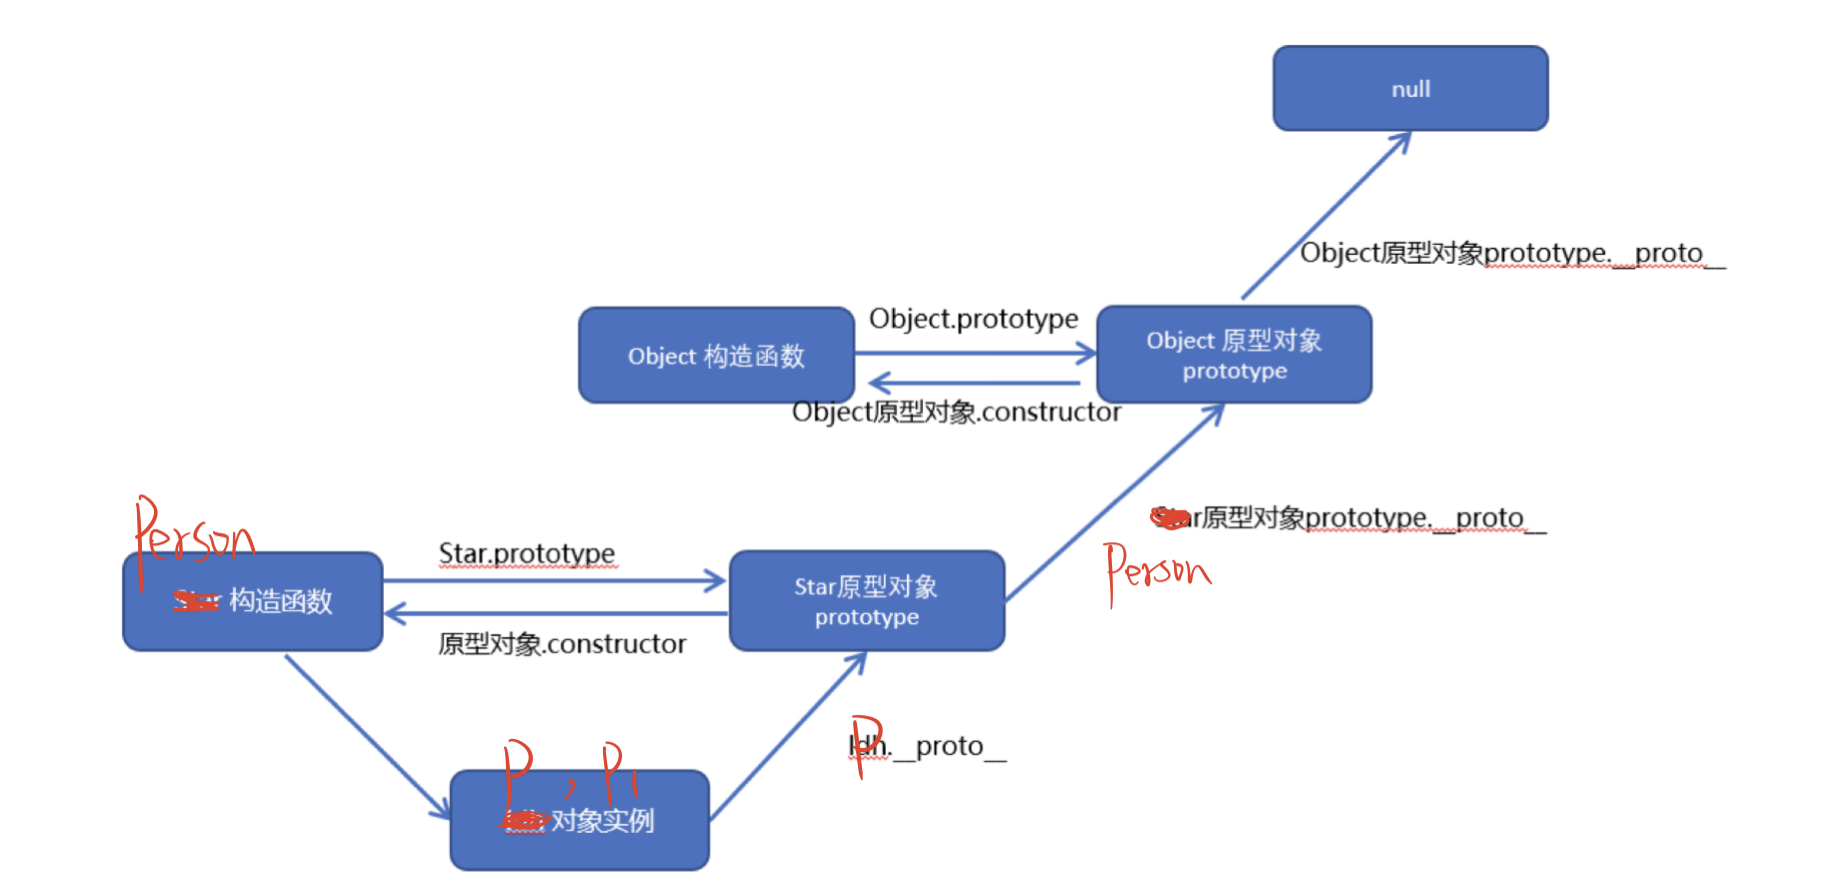 null
Object原型对象prototype.__proto__
Object.prototype
Object 构造函数
Object 原型对象
prototype
Object原型对象.constructor
r原型对象prototype.__proto__
Person
Person
构造函数
Star.prototype
Star原型对象
prototype
原型对象.constructor
P
ldh.__proto__
P , P1
对象实例